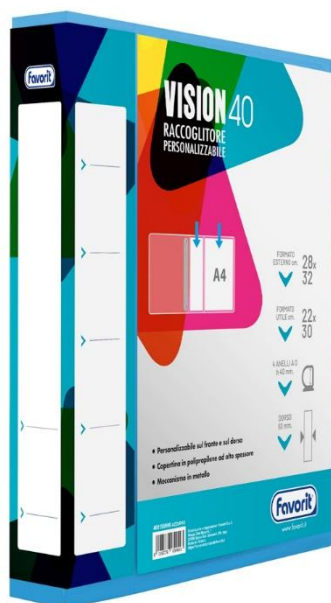 favorit
VISION 40
RACCOGLITORE
PERSONALIZZABILE
A4
FORMATO
ESTERNO cm.
28x
32
FORMATO
UTILE cm.
22x
30
4 ANELLI A D
h 40 mm.
DORSO
60 mm.
• Personalizzabile sul fronte e sul dorso
• Copertina in polipropilene ad alto spessore
• Meccanismo in metallo
favorit
www.favorit.it